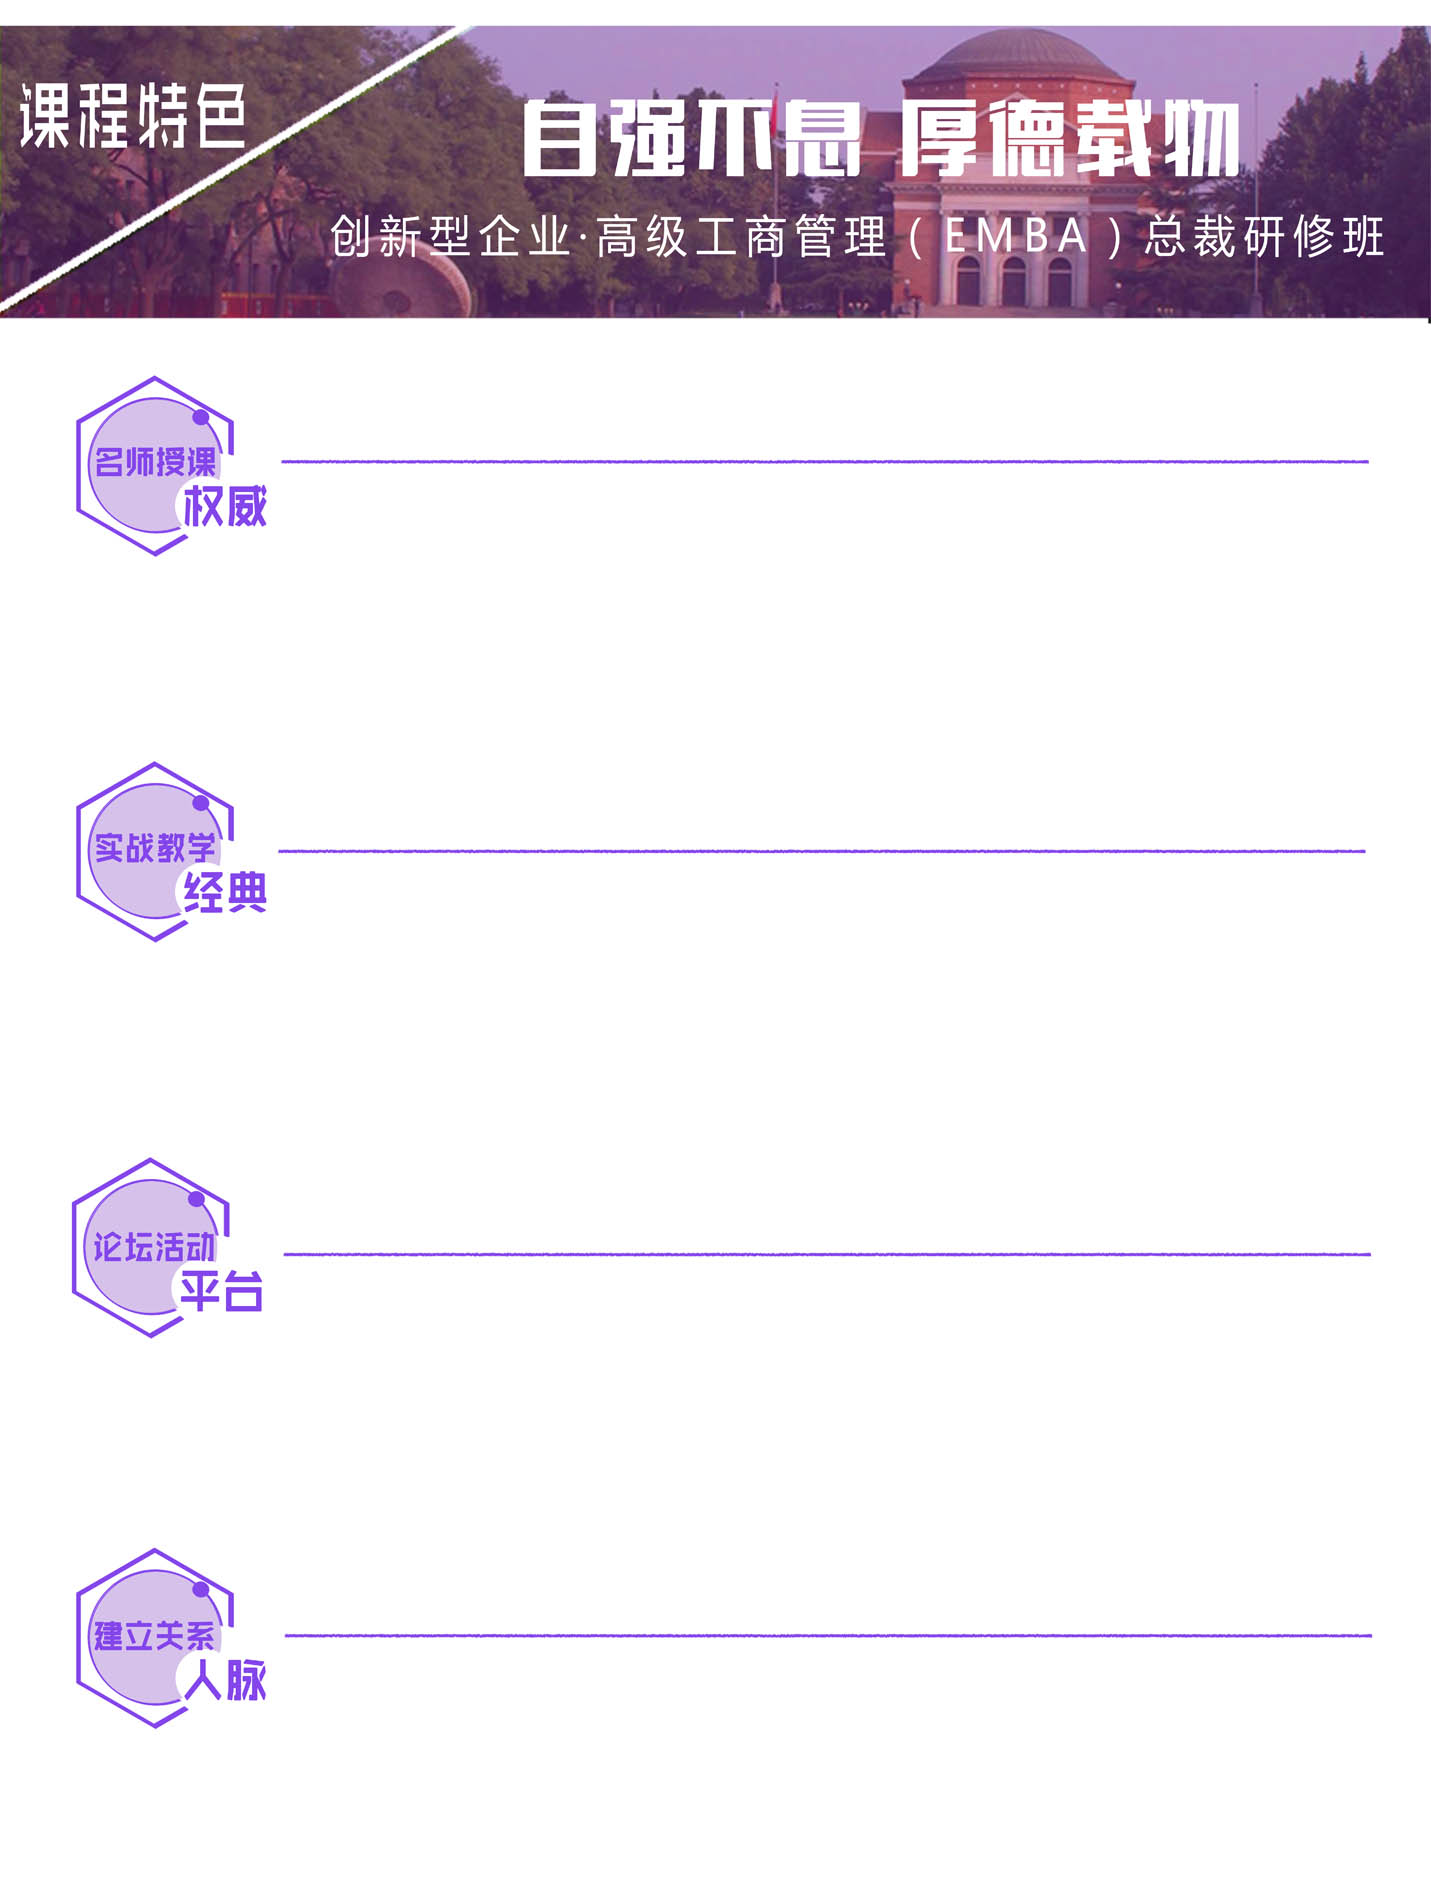 课程特色
自强不息 厚德载物
创新型企业·高级工商管理（EMBA）总裁研修班
名师授课
权威
实战教学
经典
论坛活动
平台
建立关系
人脉